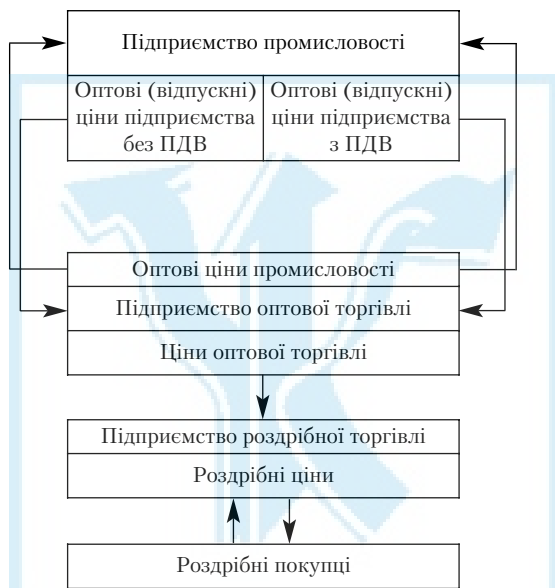 Підприємство промисловості
Оптові (відпускні)
ціни підприємства
без ПДВ
Оптові (відпускні)
ціни підприємства
з ПДВ
Оптові ціни промисловості
Підприємство оптової торгівлі
Ціни оптової торгівлі
Підприємство роздрібної торгівлі
Роздрібні ціни
Роздрібні покупці